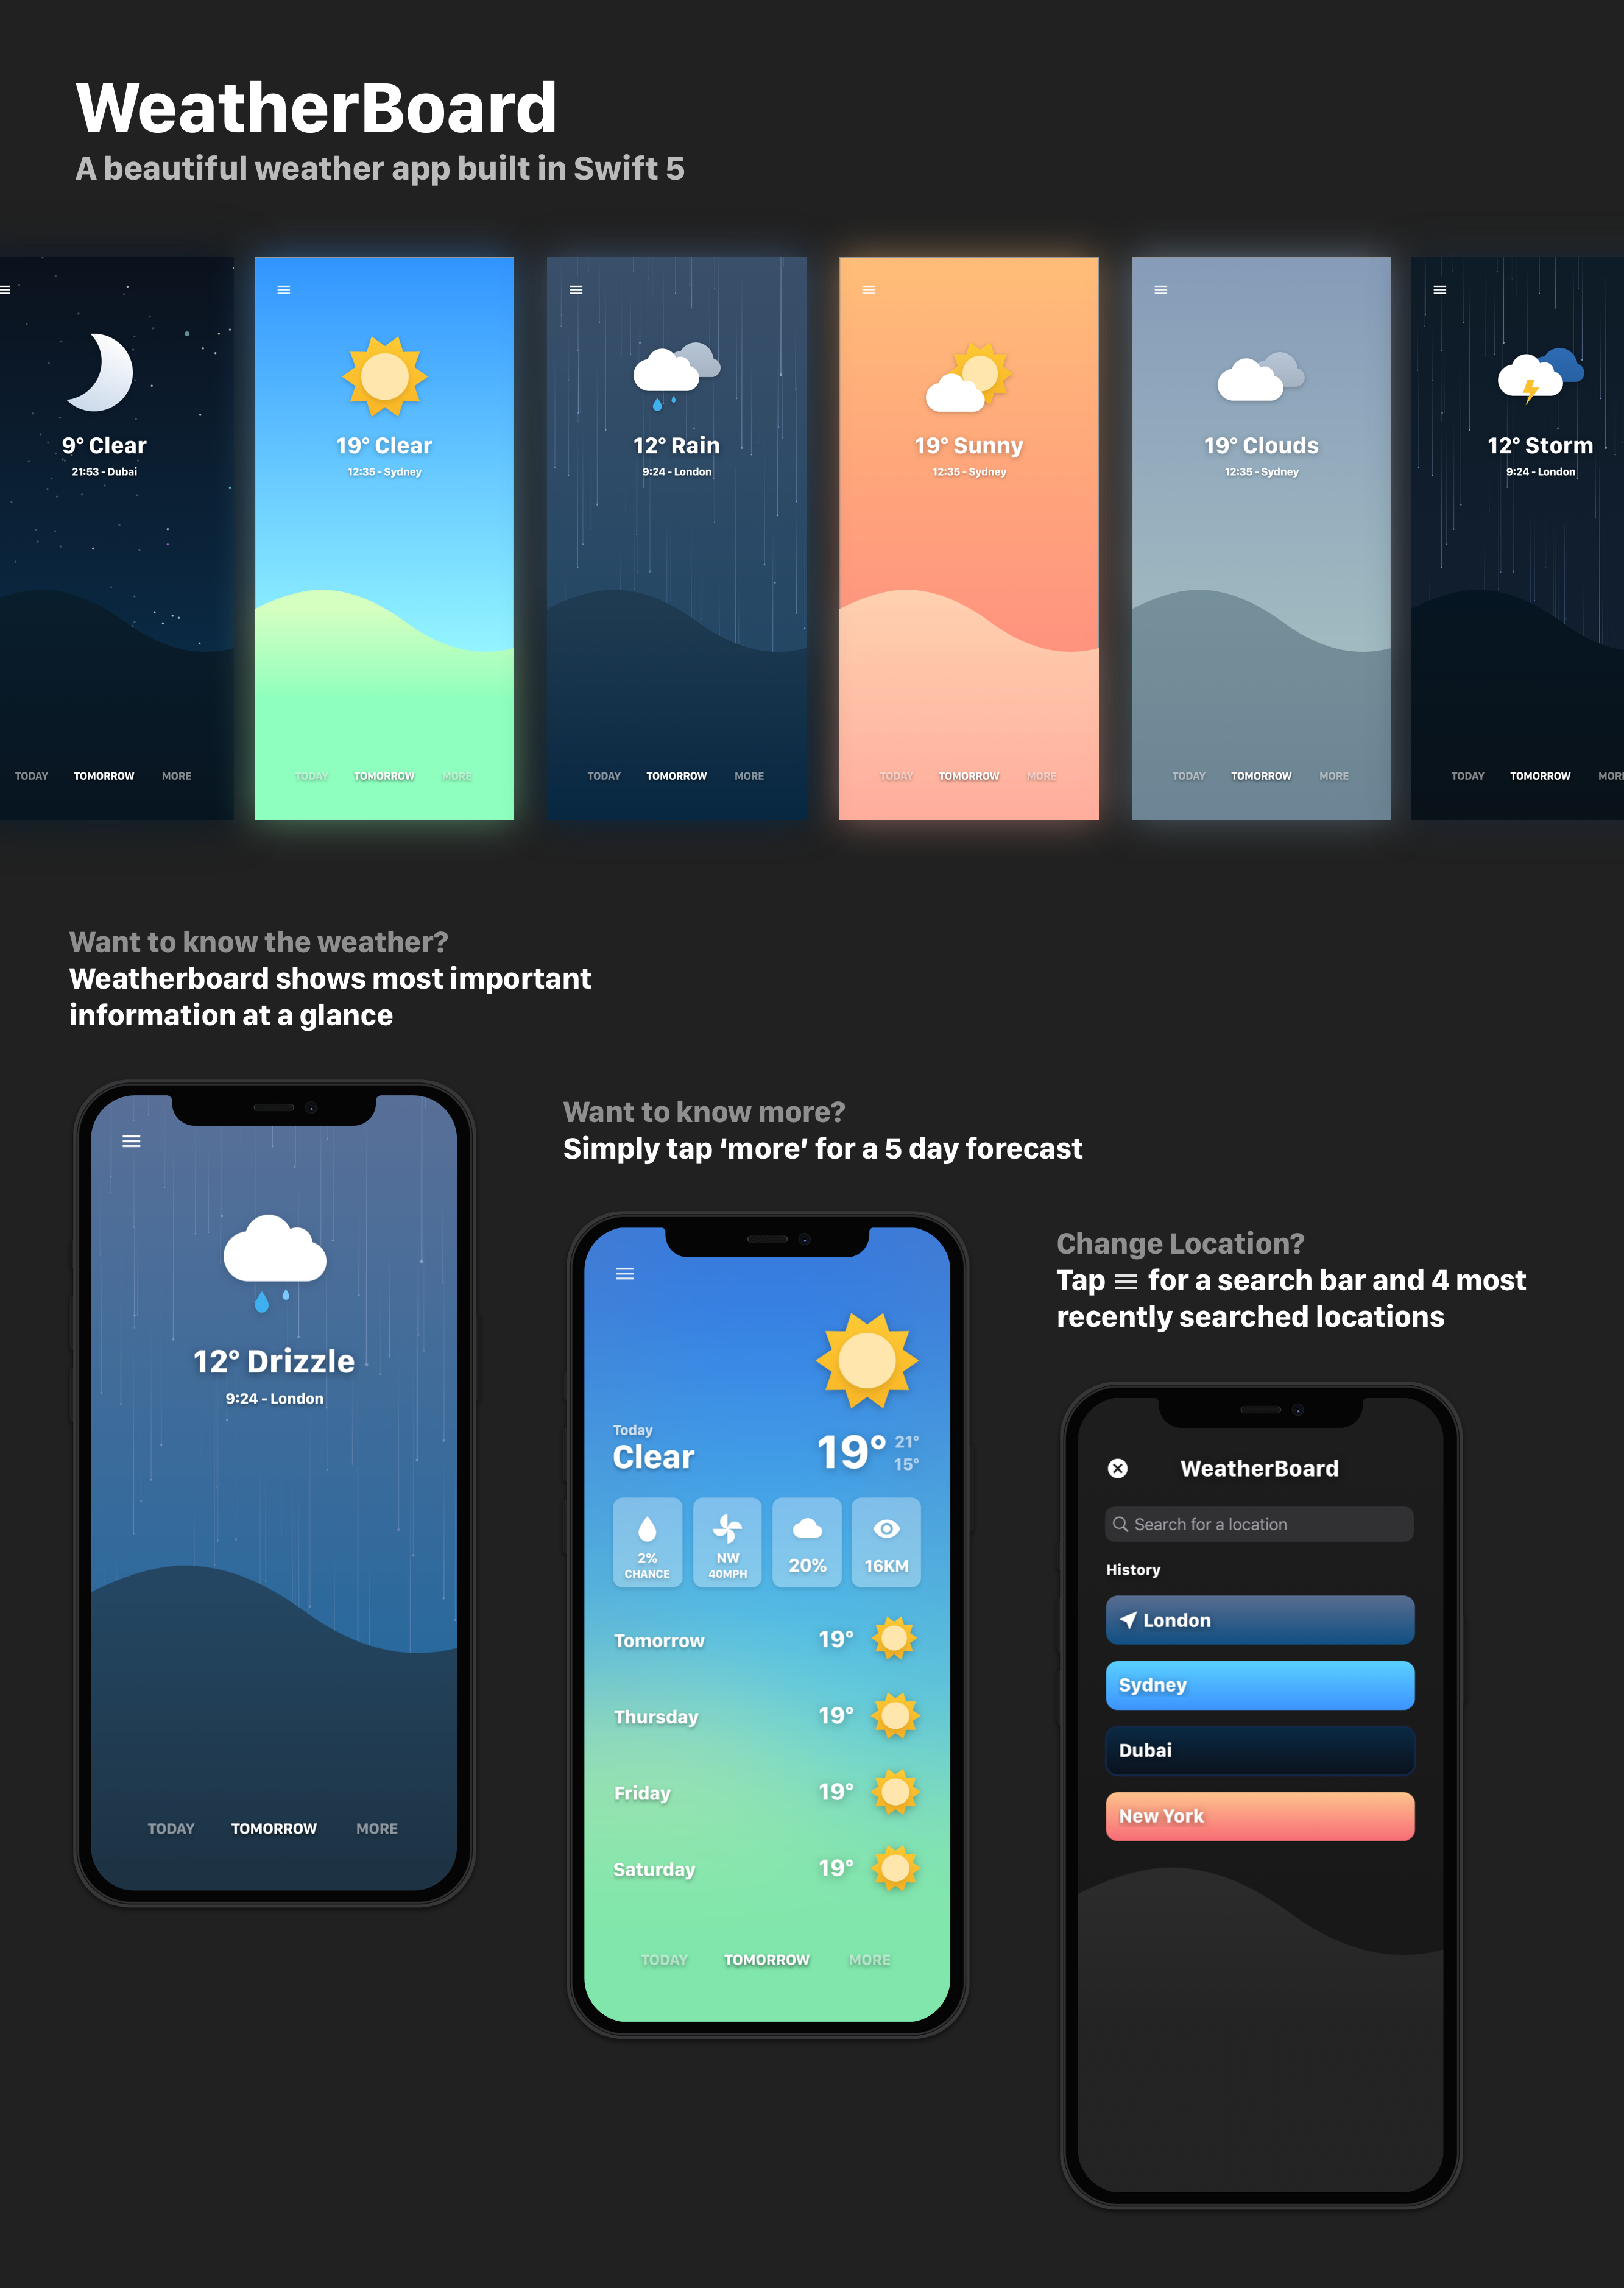 WeatherBoard
A beautiful weather app built in Swift 5
9° Clear
21:53 - Dubai
TODAY TOMORROW MORE
19° Clear
12:35 - Sydney
TODAY TOMORROW MORE
12° Rain
9:24 - London
TODAY TOMORROW MORE
19° Sunny
12:35 - Sydney
TODAY TOMORROW MORE
19° Clouds
12:35 - Sydney
TODAY TOMORROW MORE
12° Storm
9:24 - London
TODAY TOMORROW MOR
Want to know the weather?
Weatherboard shows most important
information at a glance
12° Drizzle
9:24 - London
TODAY TOMORROW MORE
Want to know more?
Simply tap ‘more’ for a 5 day forecast
Today
Clear
19° 21°
15°
2%
CHANCE
NW
40MPH
20%
16KM
Tomorrow 19°
Thursday 19°
Friday 19°
Saturday 19°
TODAY TOMORROW MORE
Change Location?
Tap for a search bar and 4 most
recently searched locations
WeatherBoard
Search for a location
History
London
Sydney
Dubai
New York